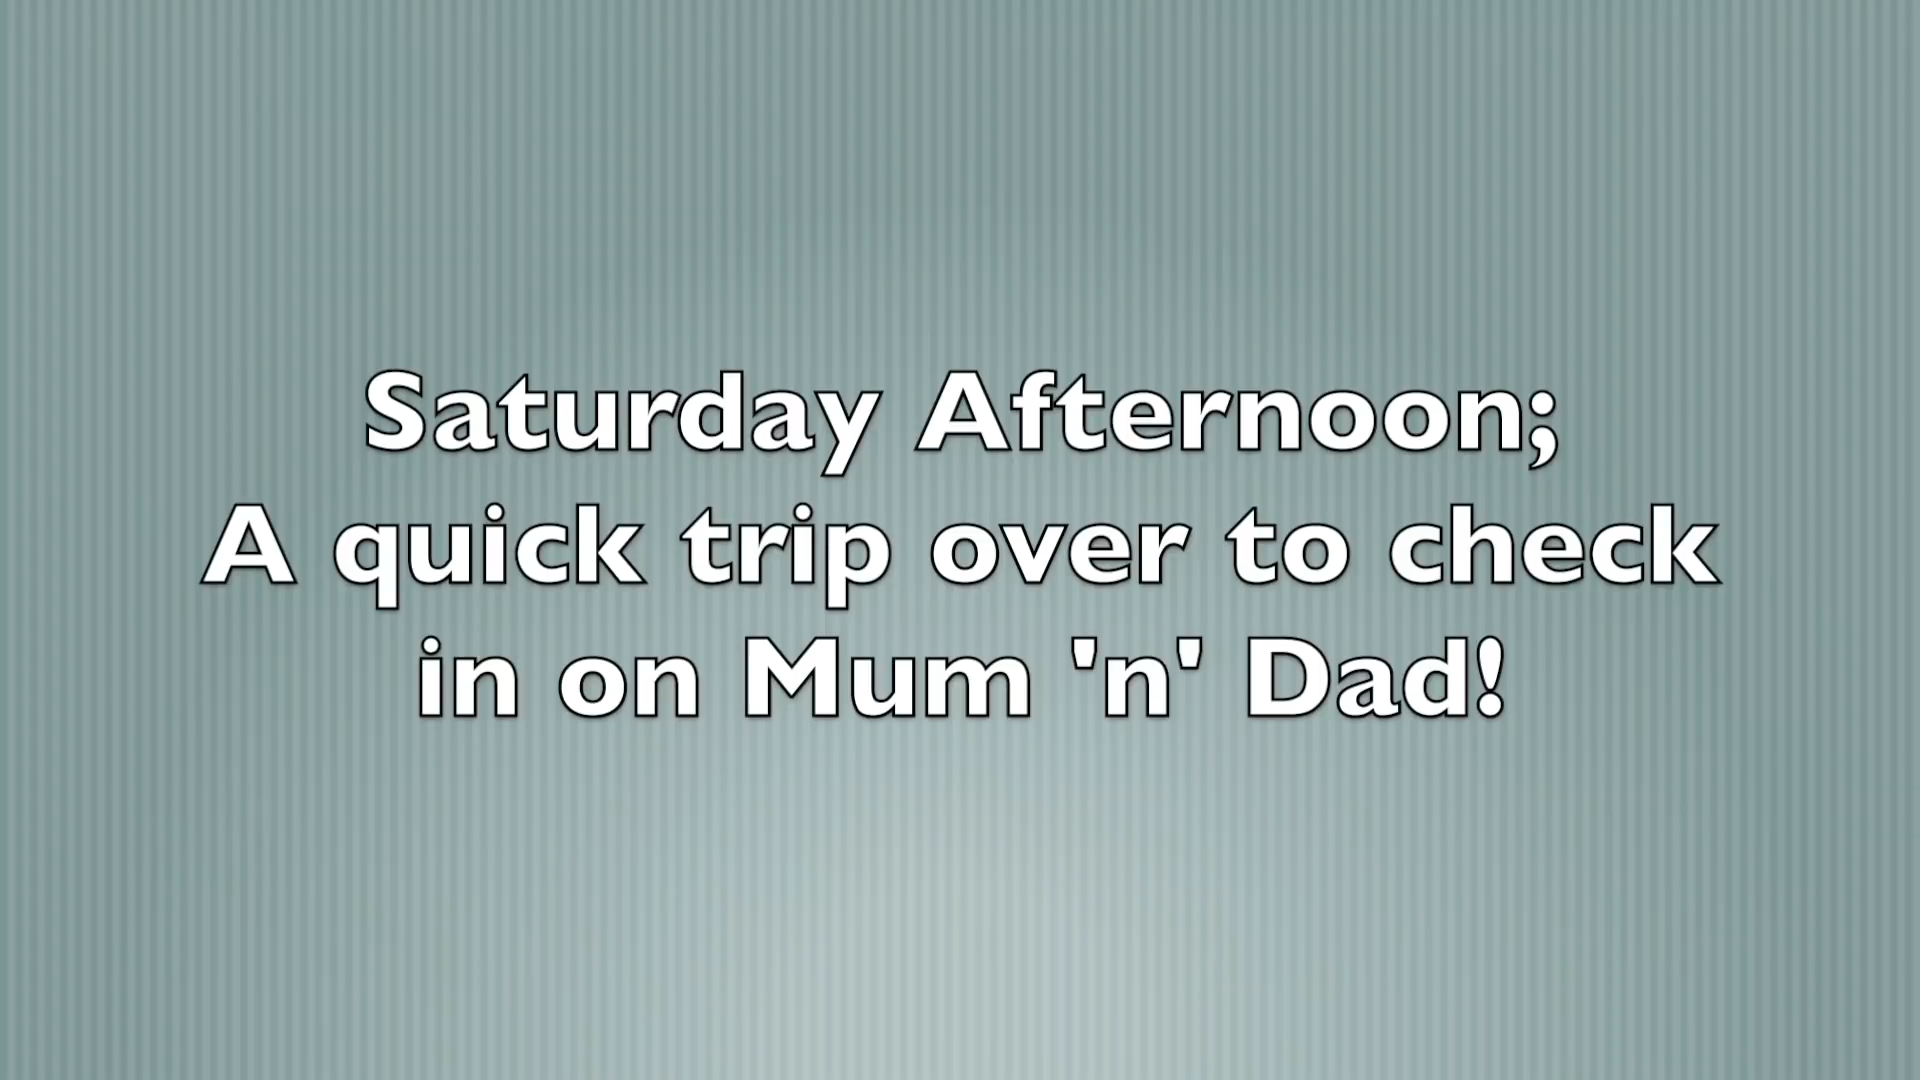 Saturday Afternoon;
A quick trip over to check
in on Mum 'n' Dad!